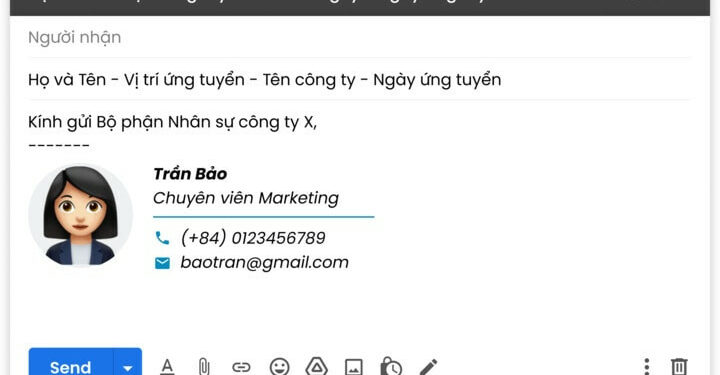 Người nhận
Họ và Tên - Vị trí ứng tuyển - Tên công ty - Ngày ứng tuyển
Kính gửi Bộ phận Nhân sự công ty X,
-------
Trần Bảo
Chuyên viên Marketing
(+84) 0123456789
baotran@gmail.com
Send